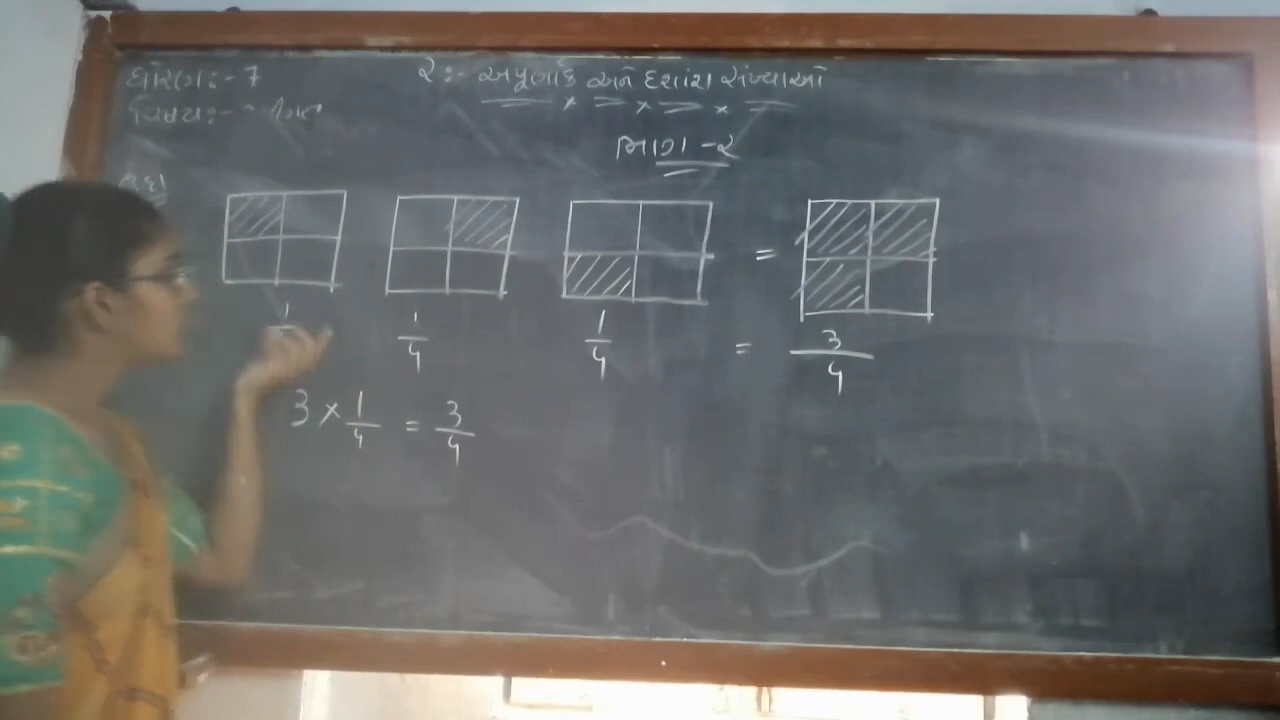 ધોરણ:- 7
૨:- અપૂર્ણાંક અને દશાંશ સંખ્યાઓ
વિષય:-
ભાગ -૨
=
1/4 1/4 = 3/4
3 × 1/4 = 3/4